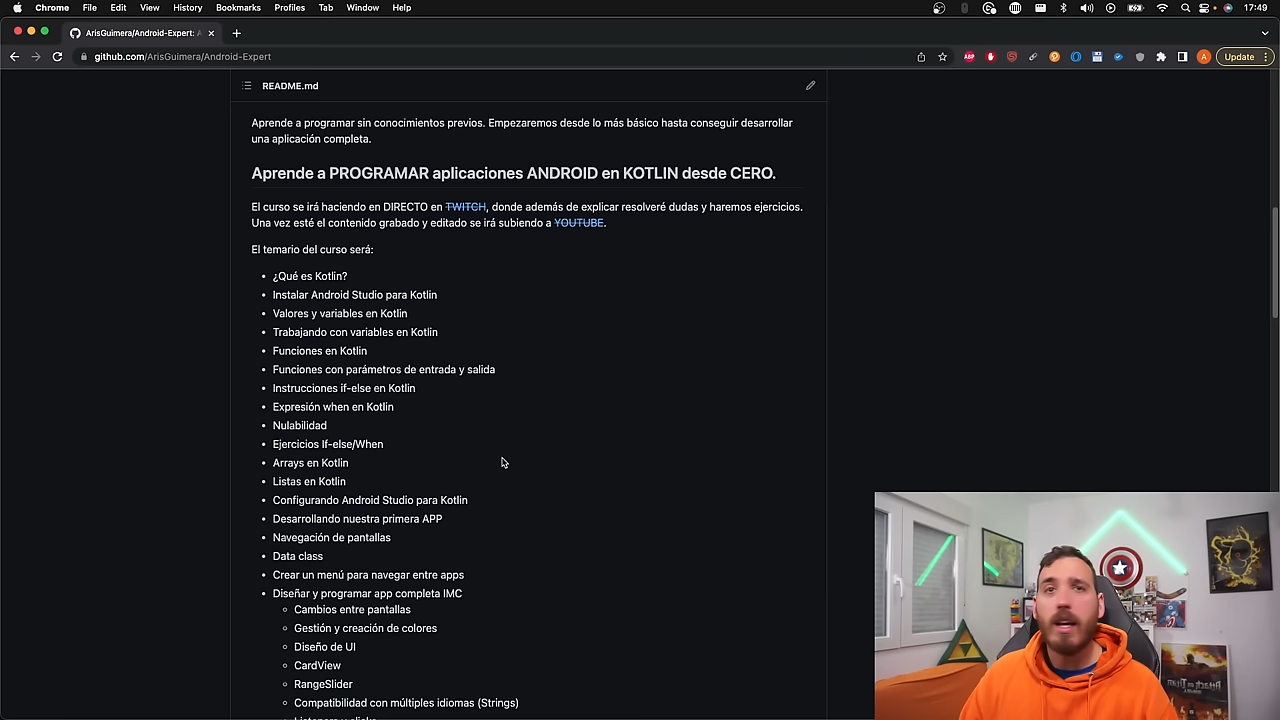 Chrome File Edit View History Bookmarks Profiles Tab Window Help 17:49
ArisGuimera/Android-Expert: A
github.com/ArisGuimera/Android-Expert ABP A Update
README.md
Aprende a programar sin conocimientos previos. Empezaremos desde lo más básico hasta conseguir desarrollar
una aplicación completa.
Aprende a PROGRAMAR aplicaciones ANDROID en KOTLIN desde CERO.
El curso se irá haciendo en DIRECTO en TWITCH, donde además de explicar resolveré dudas y haremos ejercicios.
Una vez esté el contenido grabado y editado se irá subiendo a YOUTUBE.
El temario del curso será:
¿Qué es Kotlin?
Instalar Android Studio para Kotlin
Valores y variables en Kotlin
Trabajando con variables en Kotlin
Funciones en Kotlin
Funciones con parámetros de entrada y salida
Instrucciones if-else en Kotlin
Expresión when en Kotlin
Nulabilidad
Ejercicios If-else/When
Arrays en Kotlin
Listas en Kotlin
Configurando Android Studio para Kotlin
Desarrollando nuestra primera APP
Navegación de pantallas
Data class
Crear un menú para navegar entre apps
Diseñar y programar app completa IMC
Cambios entre pantallas
Gestión y creación de colores
Diseño de UI
CardView
RangeSlider
Compatibilidad con múltiples idiomas (Strings)
Attack on Titan